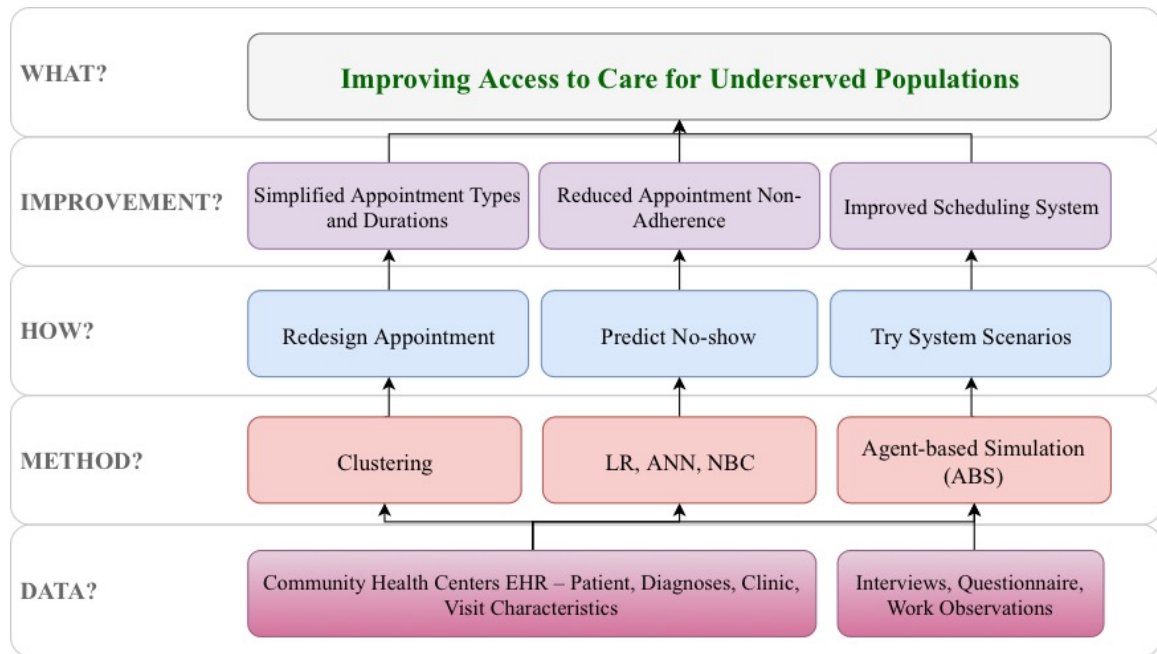 WHAT?
Improving Access to Care for Underserved Populations
IMPROVEMENT?
Simplified Appointment Types
and Durations
Reduced Appointment Non-
Adherence
Improved Scheduling System
HOW?
Redesign Appointment
Predict No-show
Try System Scenarios
METHOD?
Clustering
LR, ANN, NBC
Agent-based Simulation
(ABS)
DATA?
Community Health Centers EHR – Patient, Diagnoses, Clinic,
Visit Characteristics
Interviews, Questionnaire,
Work Observations